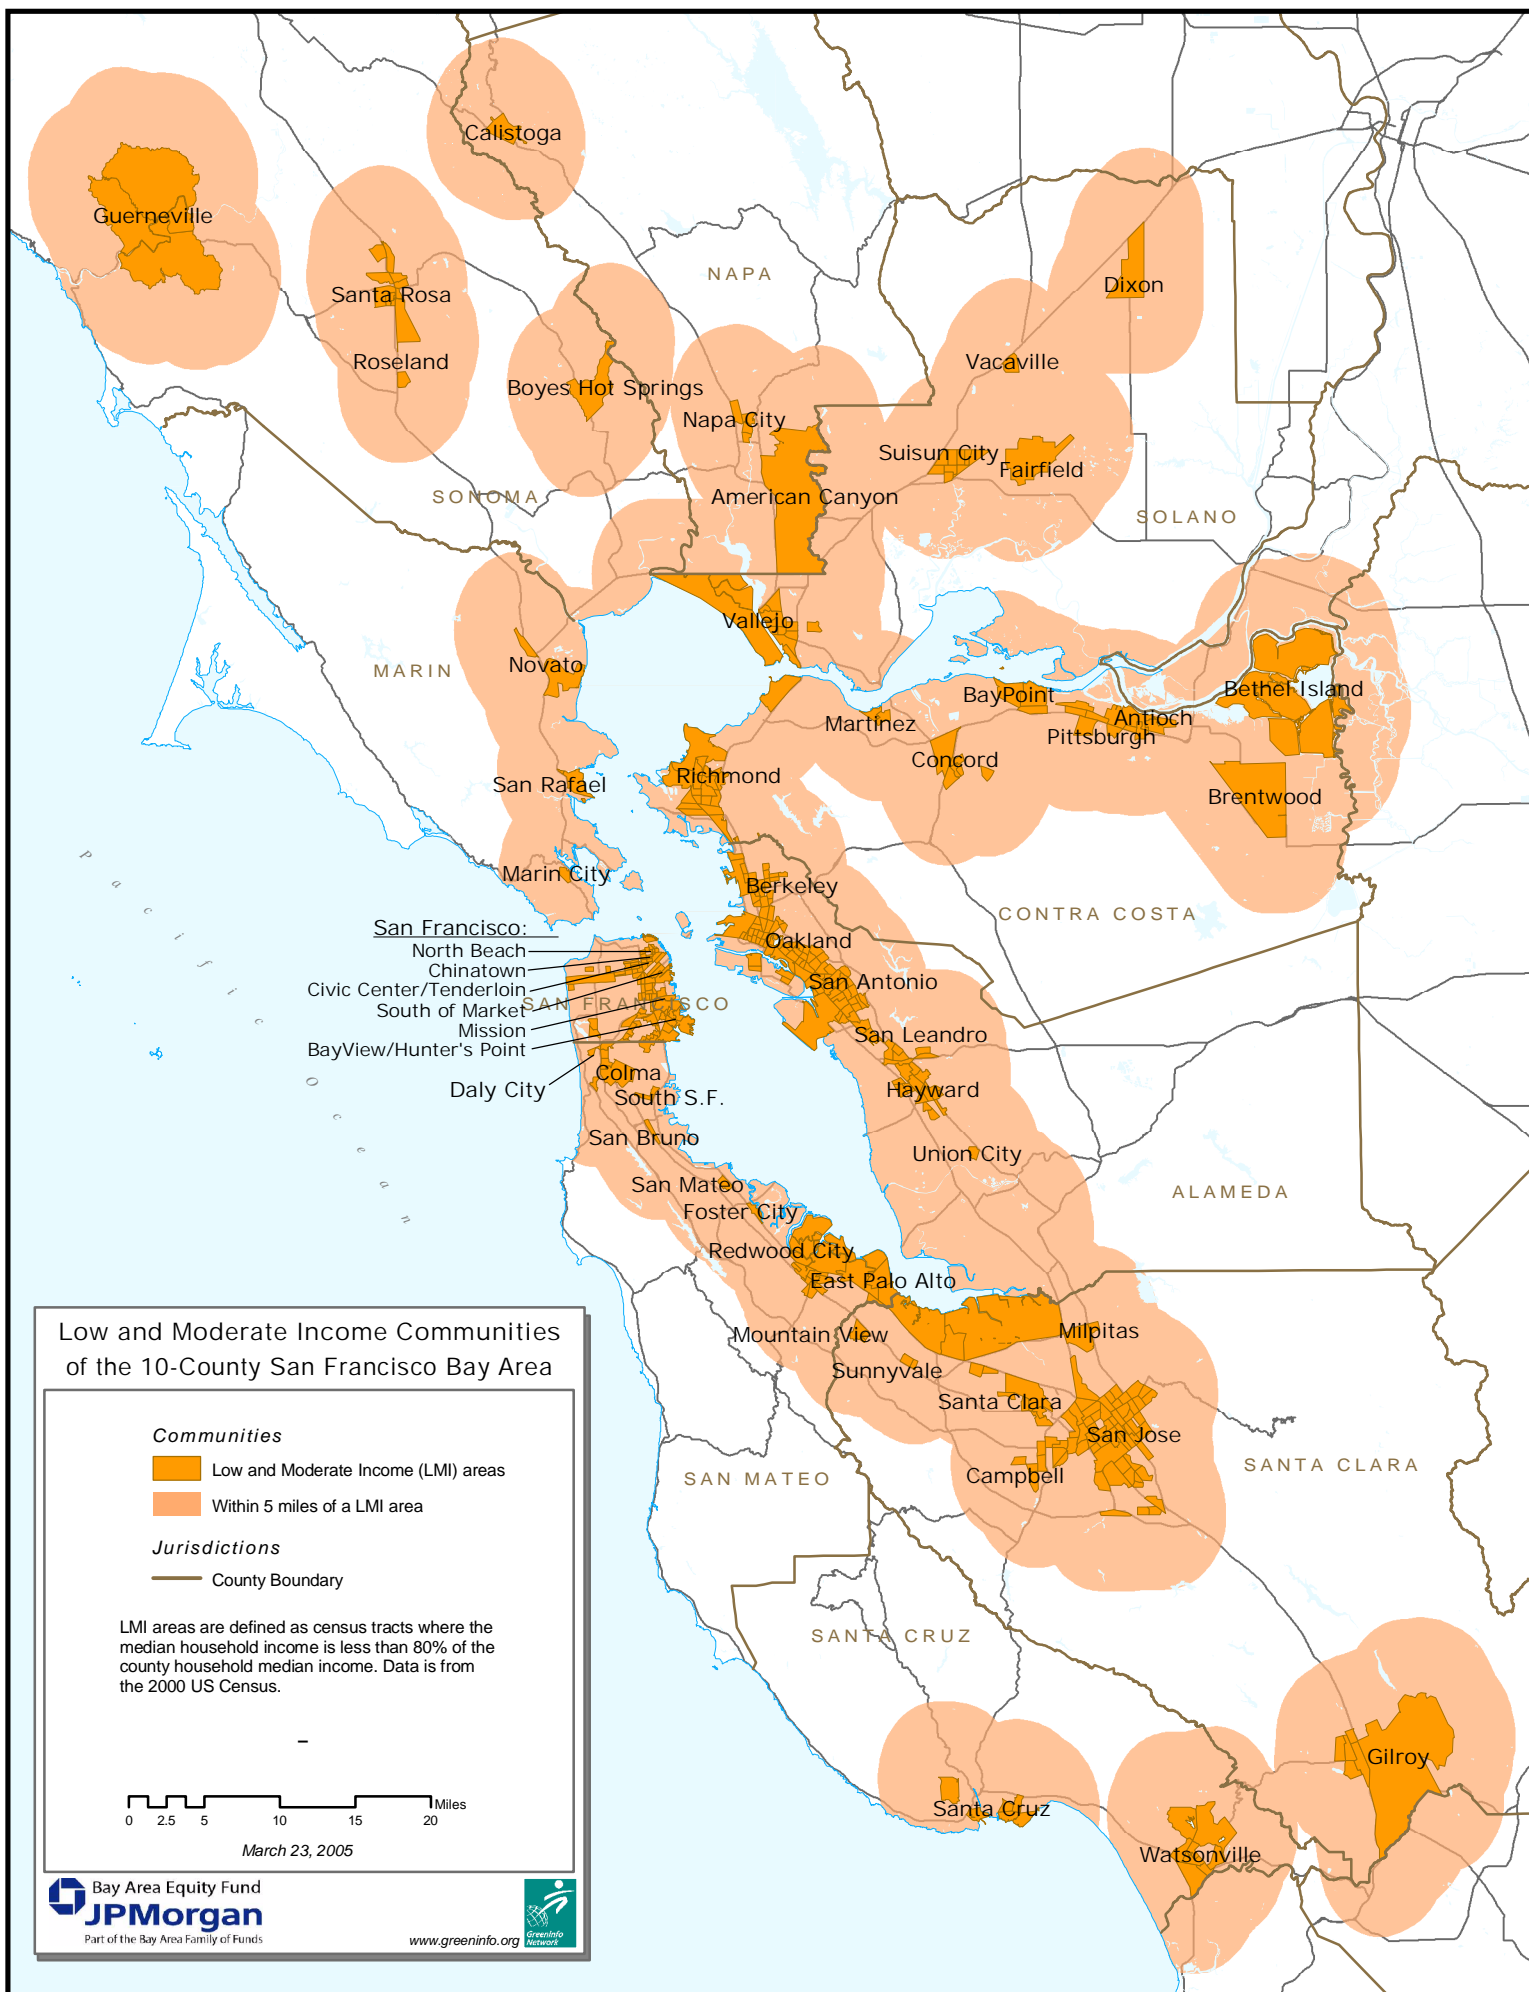 Calistoga
Guerneville
NAPA
Santa Rosa
Dixon
Roseland
Vacaville
Boyes Hot Springs
Napa City
Suisun City
Fairfield
SONOMA
American Canyon
SOLANO
Vallejo
Novato
MARIN
BayPoint
Bethel Island
Martinez
Antioch
Pittsburgh
Concord
Richmond
San Rafael
Brentwood
Marin City
Berkeley
CONTRA COSTA
San Francisco:
North Beach
Oakland
Chinatown
Civic Center/Tenderloin
San Antonio
SAN FRANCISCO
South of Market
Mission
San Leandro
BayView/Hunter's Point
Colma
Daly City
Hayward
South S.F.
San Bruno
Union City
Pacific Ocean
San Mateo
ALAMEDA
Foster City
Redwood City
East Palo Alto
Mountain View
Milpitas
Sunnyvale
Santa Clara
San Jose
Campbell
SAN MATEO
SANTA CLARA
SANTA CRUZ
Gilroy
Santa Cruz
Watsonville
Low and Moderate Income Communities
of the 10-County San Francisco Bay Area
Communities
Low and Moderate Income (LMI) areas
Within 5 miles of a LMI area
Jurisdictions
County Boundary
LMI areas are defined as census tracts where the
median household income is less than 80% of the
county household median income. Data is from
the 2000 US Census.
Miles
0 2.5 5 10 15 20
March 23, 2005
Bay Area Equity Fund
JPMorgan
Part of the Bay Area Family of Funds
www.greeninfo.org
GreenInfo
Network